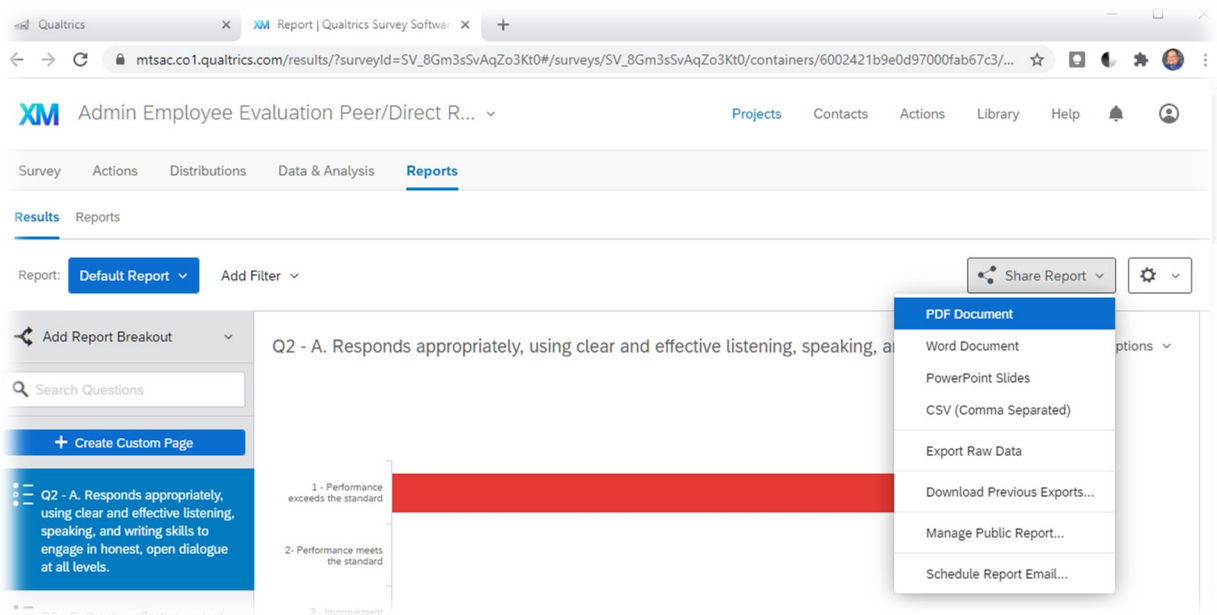 Qualtrics
XM Report | Qualtrics Survey Softwar
mtsac.co1.qualtrics.com/results/?surveyId=SV_8Gm3sSvAqZo3Kt0#/surveys/SV_8Gm3sSvAqZo3Kt0/containers/6002421b9e0d97000fab67c3/...
XM Admin Employee Evaluation Peer/Direct R...
Projects Contacts Actions Library Help
Survey Actions Distributions Data & Analysis Reports
Results Reports
Report: Default Report Add Filter Share Report
Add Report Breakout
Search Questions
+ Create Custom Page
Q2 - A. Responds appropriately,
using clear and effective listening,
speaking, and writing skills to
engage in honest, open dialogue
at all levels.
Q2 - A. Responds appropriately, using clear and effective listening, speaking, a
ptions
1 - Performance
exceeds the standard
2- Performance meets
the standard
3 - Improvement
PDF Document
Word Document
PowerPoint Slides
CSV (Comma Separated)
Export Raw Data
Download Previous Exports...
Manage Public Report...
Schedule Report Email...